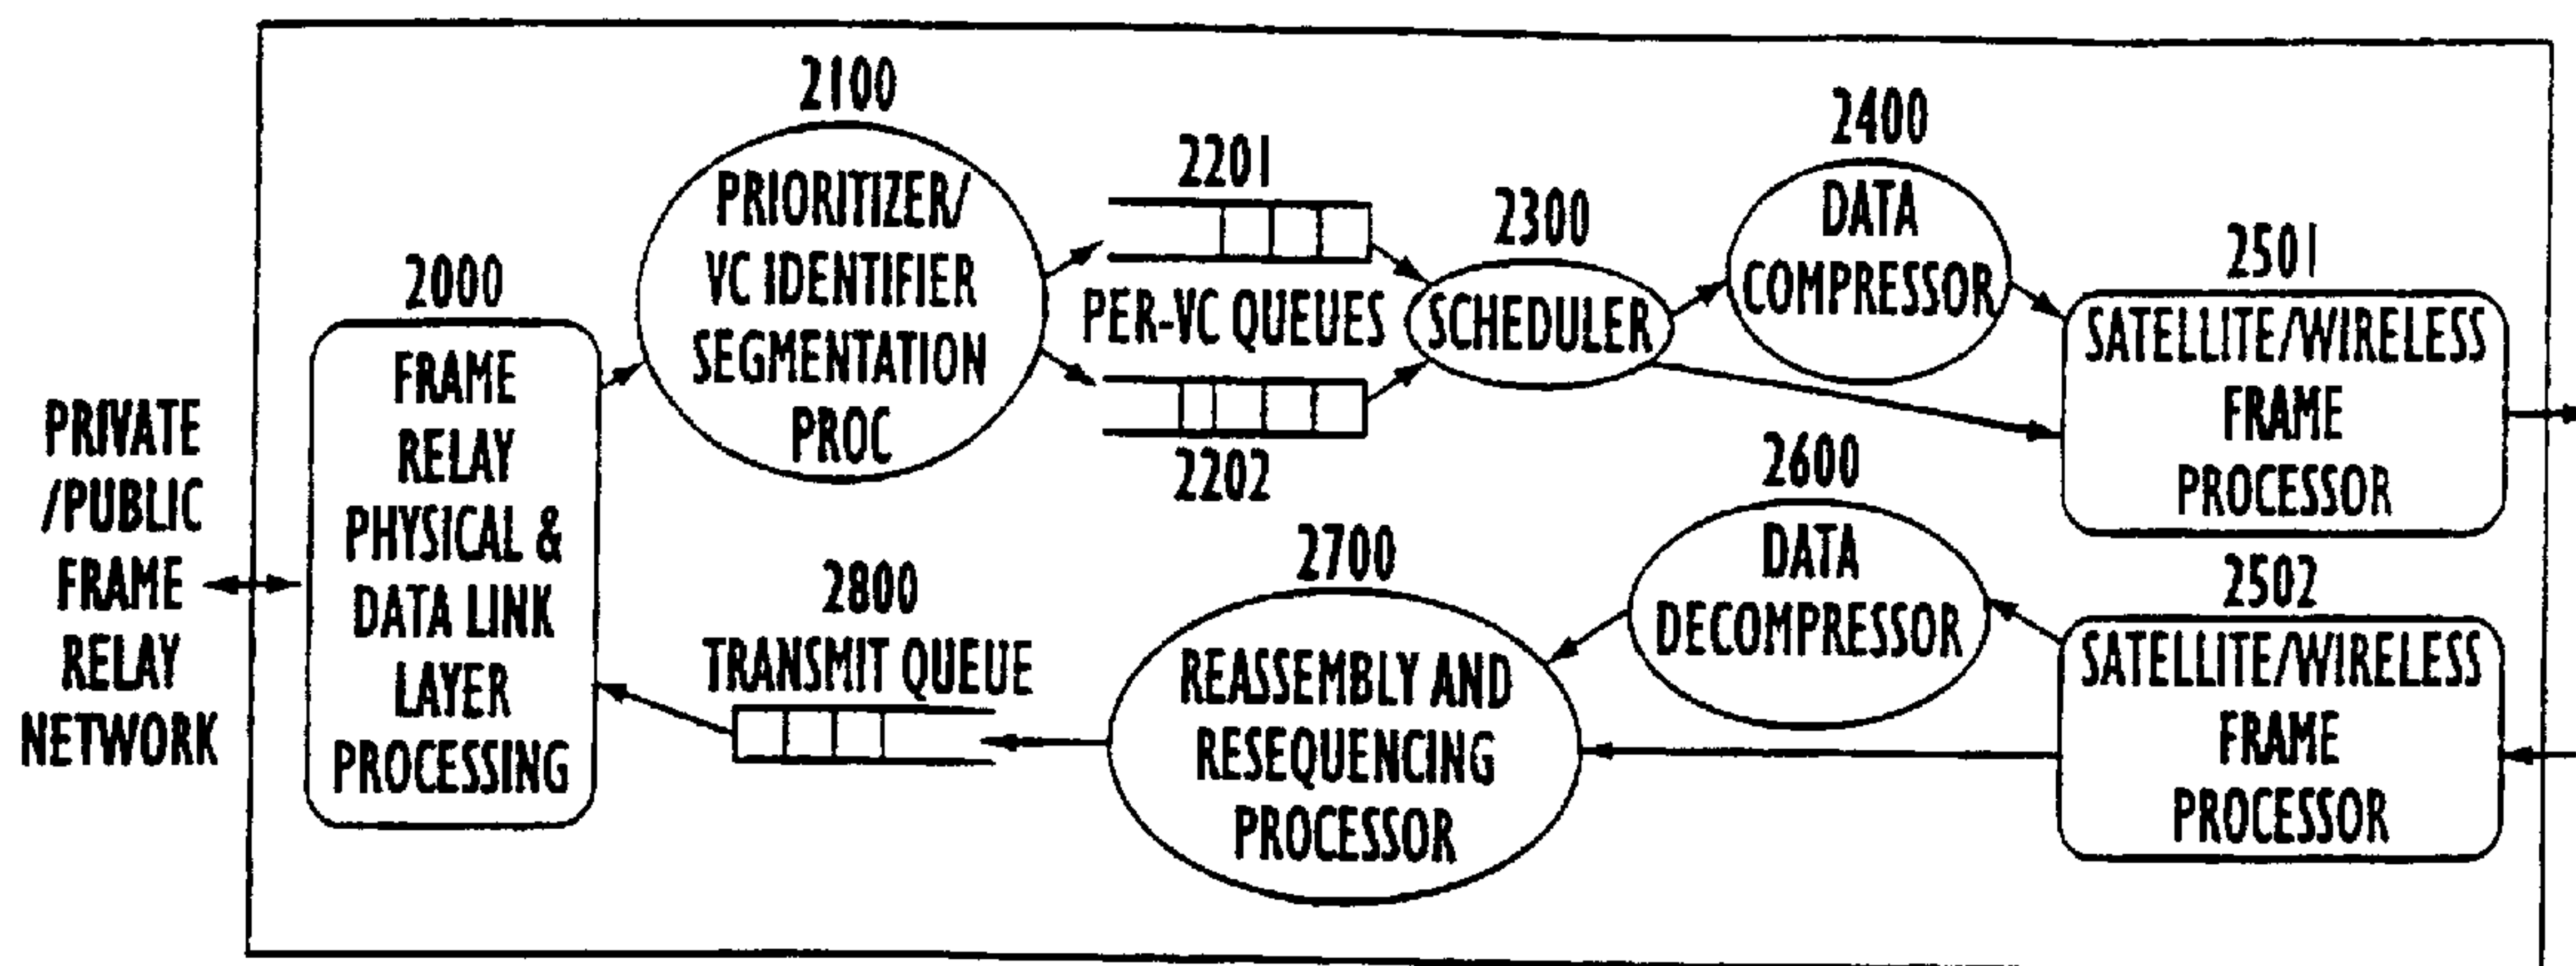 PRIVATE
/PUBLIC
FRAME
RELAY
NETWORK
2000
FRAME
RELAY
PHYSICAL &
DATA LINK
LAYER
PROCESSING
2100
PRIORITIZER/
VC IDENTIFIER
SEGMENTATION
PROC
2201
PER-VC QUEUES
2202
2300
SCHEDULER
2400
DATA
COMPRESSOR
2501
SATELLITE/WIRELESS
FRAME
PROCESSOR
2502
SATELLITE/WIRELESS
FRAME
PROCESSOR
2600
DATA
DECOMPRESSOR
2700
REASSEMBLY AND
RESEQUENCING
PROCESSOR
2800
TRANSMIT QUEUE